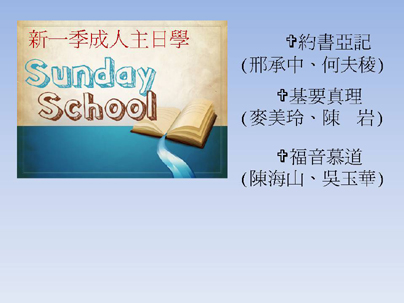 新一季成人主日學
Sunday
School
✞約書亞記
(邢承中、何夫稜)
✞基要真理
(麥美玲、陳　岩)
✞福音慕道
(陳海山、吳玉華)